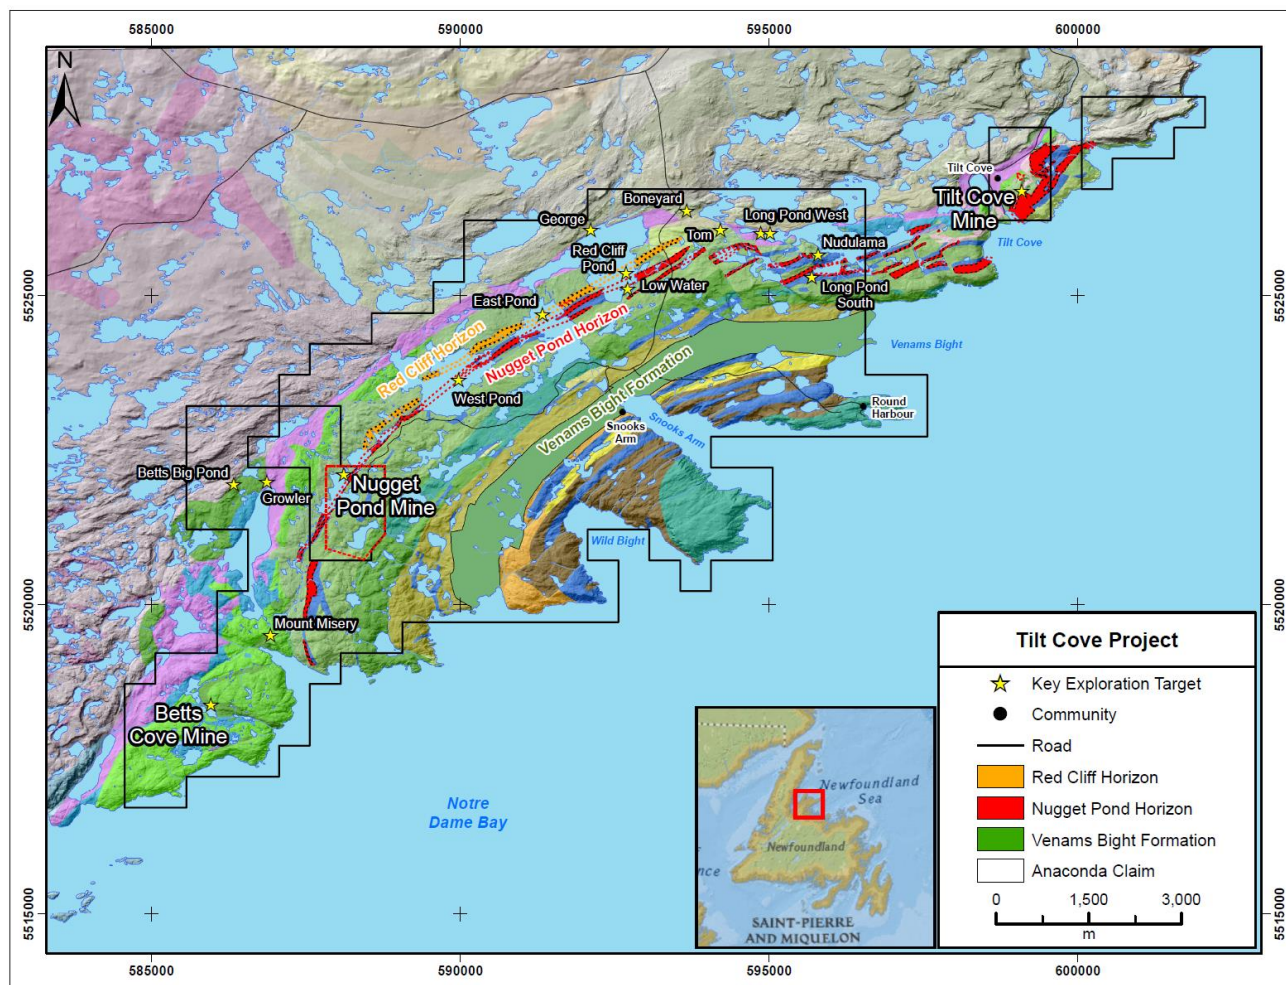 585000
590000
595000
600000
N
5525000
5520000
5515000
5525000
5520000
5515000
Tilt Cove
Tilt Cove
Mine
Tilt Cove
Boneyard
George
Long Pond West
Tom
Red Cliff
Pond
Nudulama
Low Water
Long Pond
South
East Pond
Red Cliff Horizon
Nugget Pond Horizon
Venams Bight
West Pond
Venams Bight Formation
Round
Harbour
Snooks
Arm
Snooks Arm
Betts Big Pond
Growler
Nugget
Pond Mine
Wild Bight
Mount Misery
Betts
Cove Mine
Notre
Dame Bay
Tilt Cove Project
Key Exploration Target
Community
Road
Red Cliff Horizon
Nugget Pond Horizon
Venams Bight Formation
Anaconda Claim
0 1,500 3,000
m
Newfoundland
Sea
Newfoundland
nce
SAINT-PIERRE
AND MIQUELON
585000
590000
595000
600000